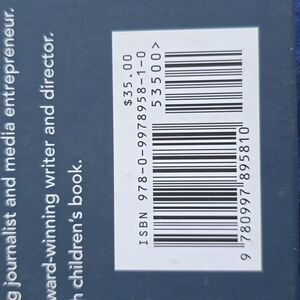 g journalist and media entrepreneur.
ward-winning writer and director.
h children's book.
$35.00
ISBN 978-0-9978958-1-0
53500>
9 780997 895810